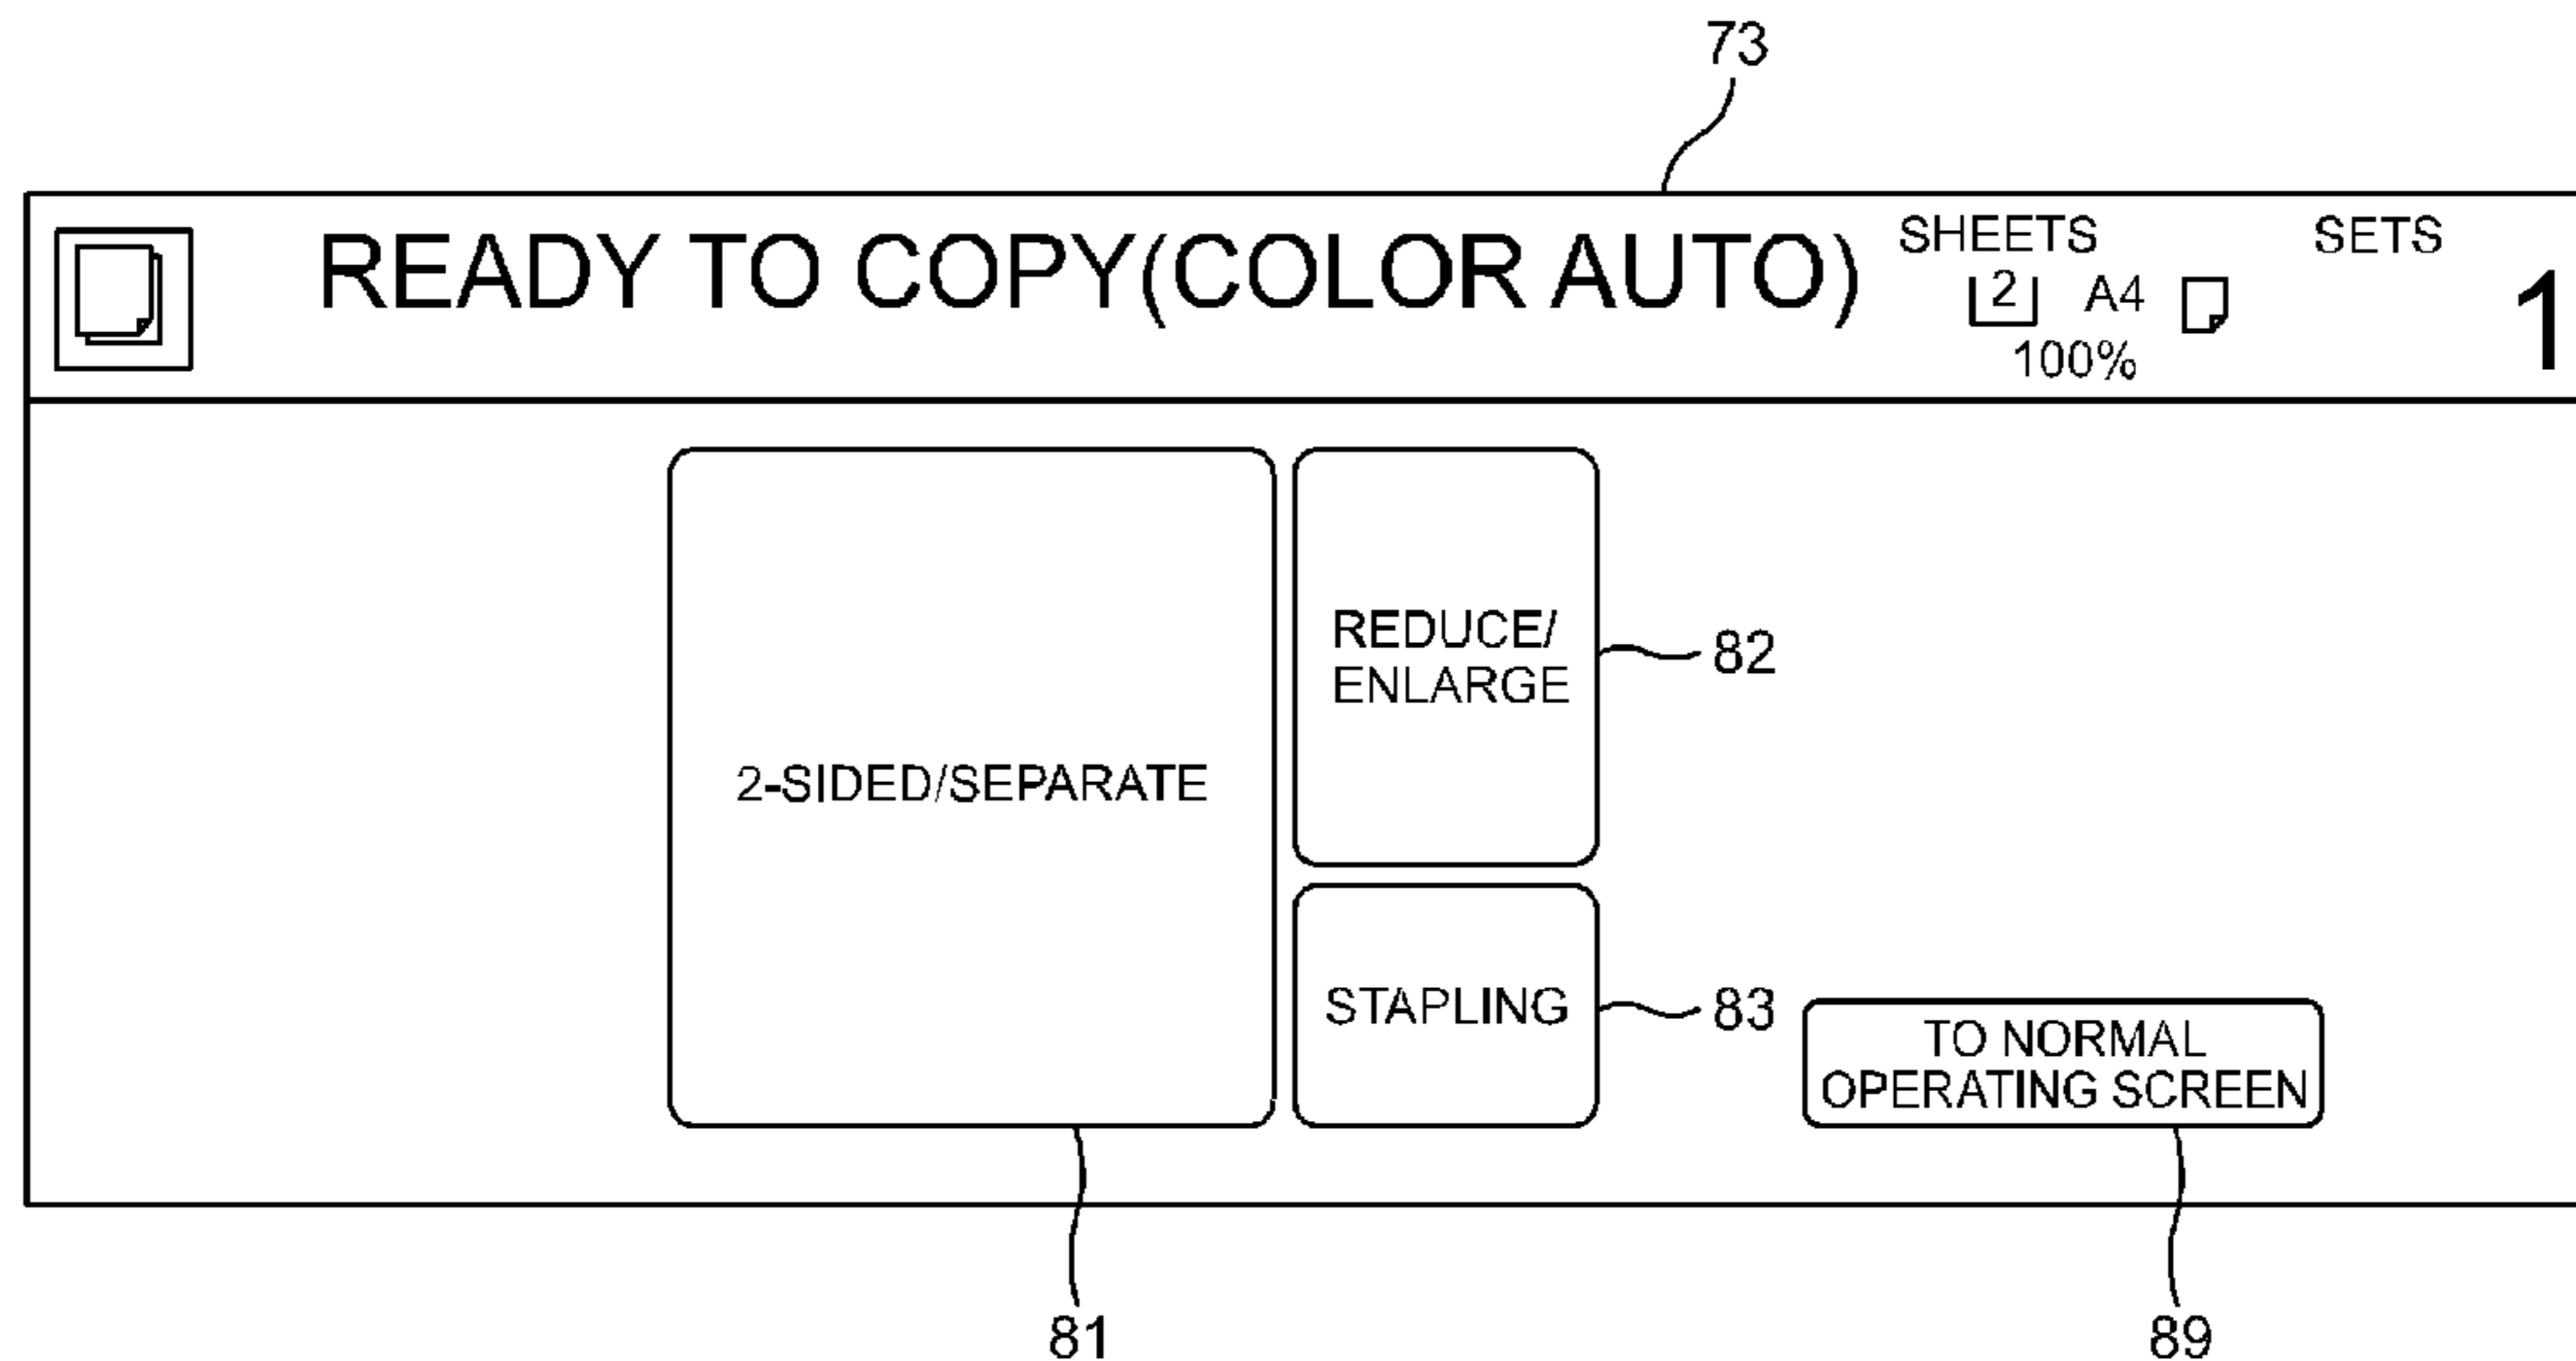 73
READY TO COPY(COLOR AUTO)
SHEETS
SETS
2 A4
100%
1
REDUCE/
ENLARGE
82
2-SIDED/SEPARATE
STAPLING
83
TO NORMAL
OPERATING SCREEN
81
89